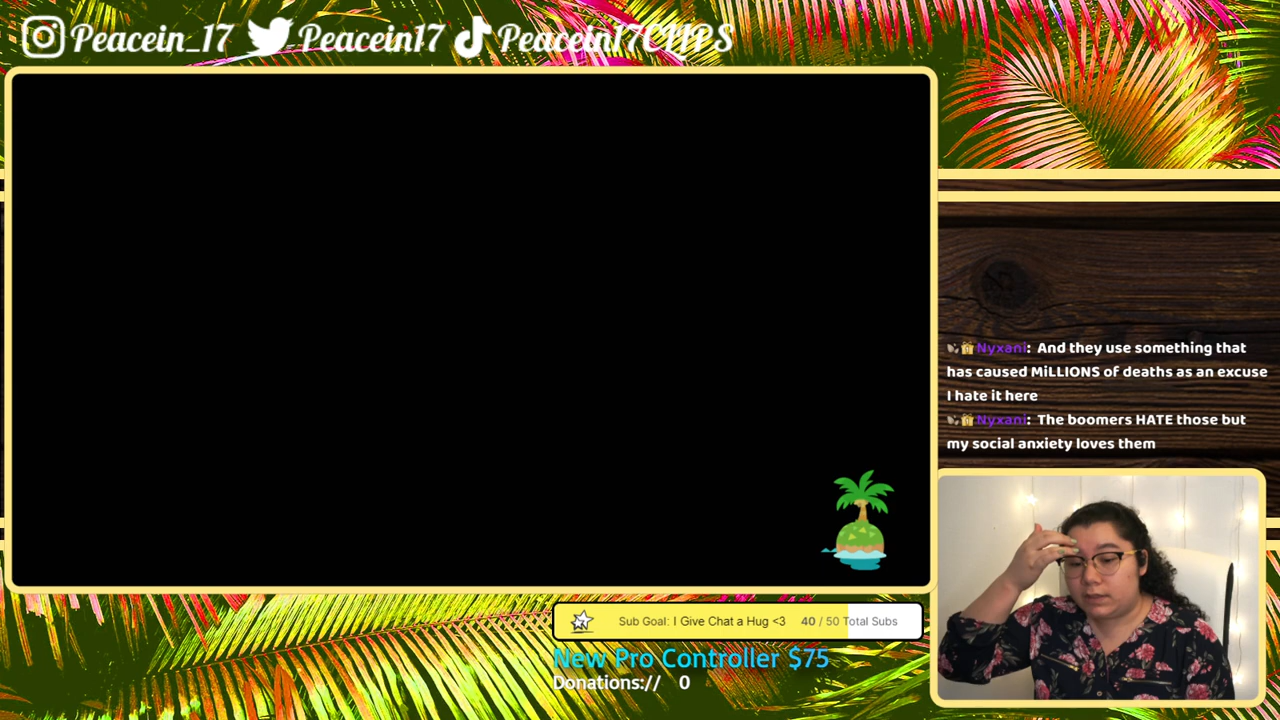 Peacein_17 Peacein17 Peacein17CliPS
Nyxani: And they use something that
has caused MiLLIONS of deaths as an excuse
I hate it here
Nyxani: The boomers HATE those but
my social anxiety loves them
Sub Goal: I Give Chat a Hug <3 40 / 50 Total Subs
New Pro Controller $75
Donations:// 0